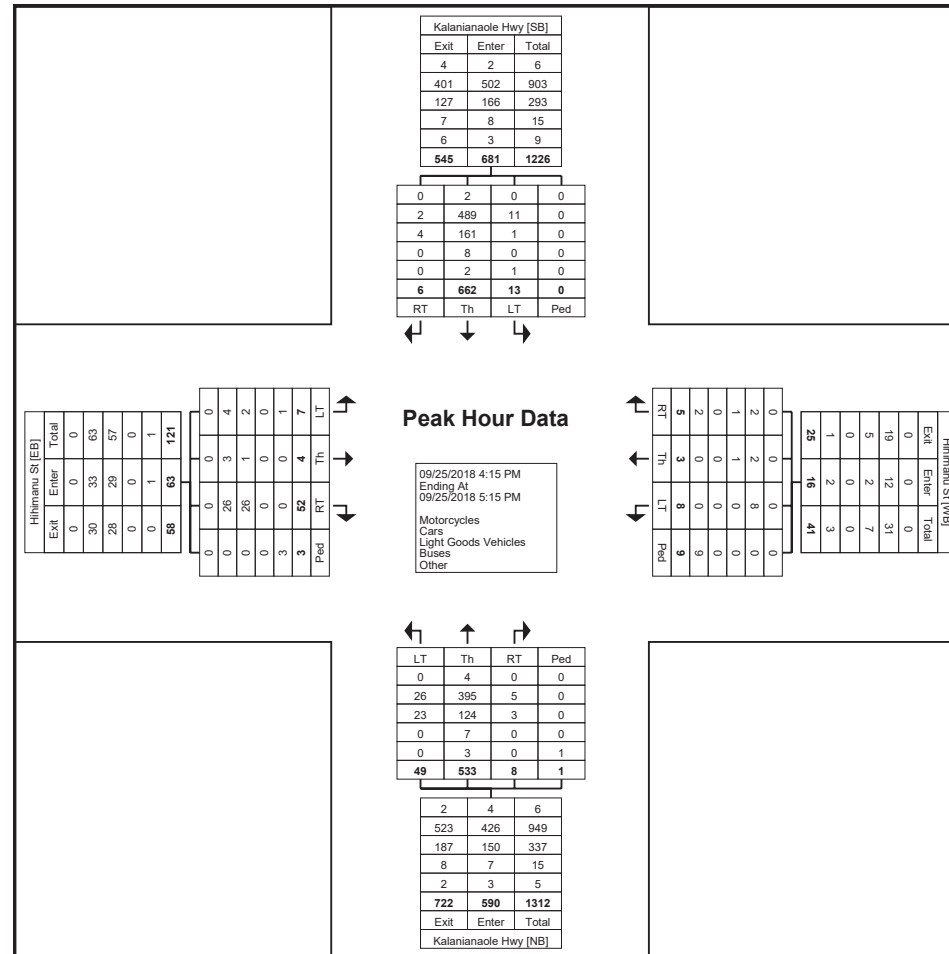 Kalanianaole Hwy [SB]
Exit Enter Total
4 2 6
401 502 903
127 166 293
7 8 15
6 3 9
545 681 1226
0 2 0 0
2 489 11 0
4 161 1 0
0 8 0 0
0 2 1 0
6 662 13 0
RT Th LT Ped
Hihimanu St [EB]
Exit Enter Total
0 0 0
30 33 63
28 29 57
0 0 0
0 1 1
58 63 121
0 0 0 0
4 3 26 0
2 1 26 0
0 0 0 0
1 0 0 3
7 4 52 3
LT Th RT Ped
Peak Hour Data
09/25/2018 4:15 PM
Ending At
09/25/2018 5:15 PM
Motorcycles
Cars
Light Goods Vehicles
Buses
Other
Hihimanu St [WB]
Exit Enter Total
0 0 0
19 12 31
5 2 7
0 0 0
1 2 3
25 16 41
0 0 0 0
2 2 8 0
1 1 0 0
0 0 0 0
2 0 0 9
5 3 8 9
RT Th LT Ped
LT Th RT Ped
0 4 0 0
26 395 5 0
23 124 3 0
0 7 0 0
0 3 0 1
49 533 8 1
2 4 6
523 426 949
187 150 337
8 7 15
2 3 5
722 590 1312
Exit Enter Total
Kalanianaole Hwy [NB]